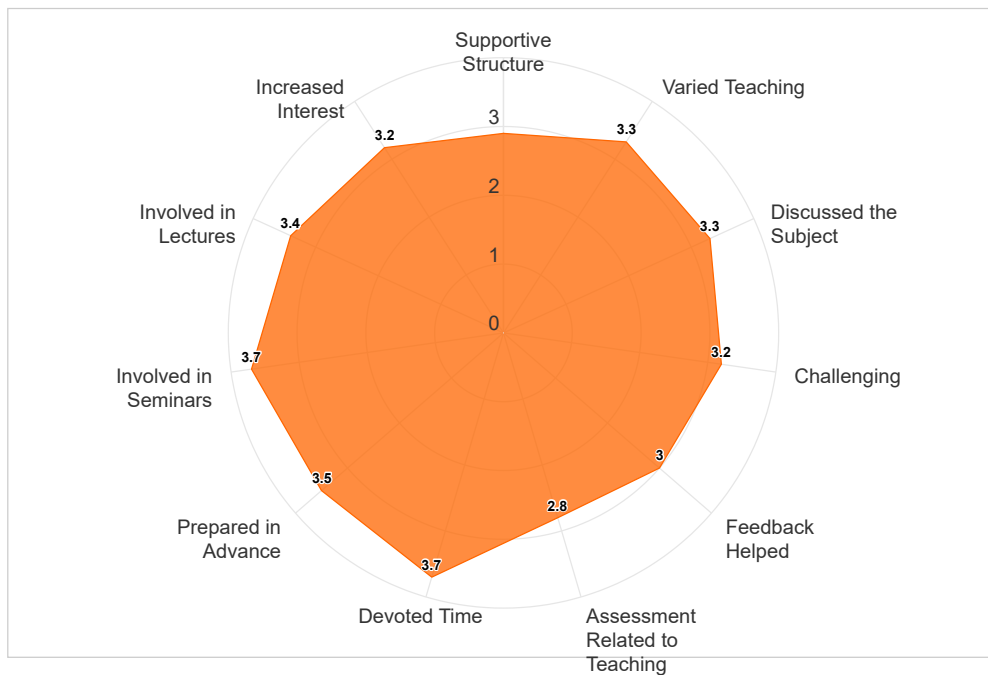 Supportive
Structure
Increased
Interest
Varied Teaching
3
3.3
3.2
2
Involved in
Lectures
3.4
Discussed the
Subject
3.3
1
0
3.7
3.2
Involved in
Seminars
Challenging
3
3.5
2.8
Prepared in
Advance
Feedback
Helped
3.7
Devoted Time
Assessment
Related to
Teaching